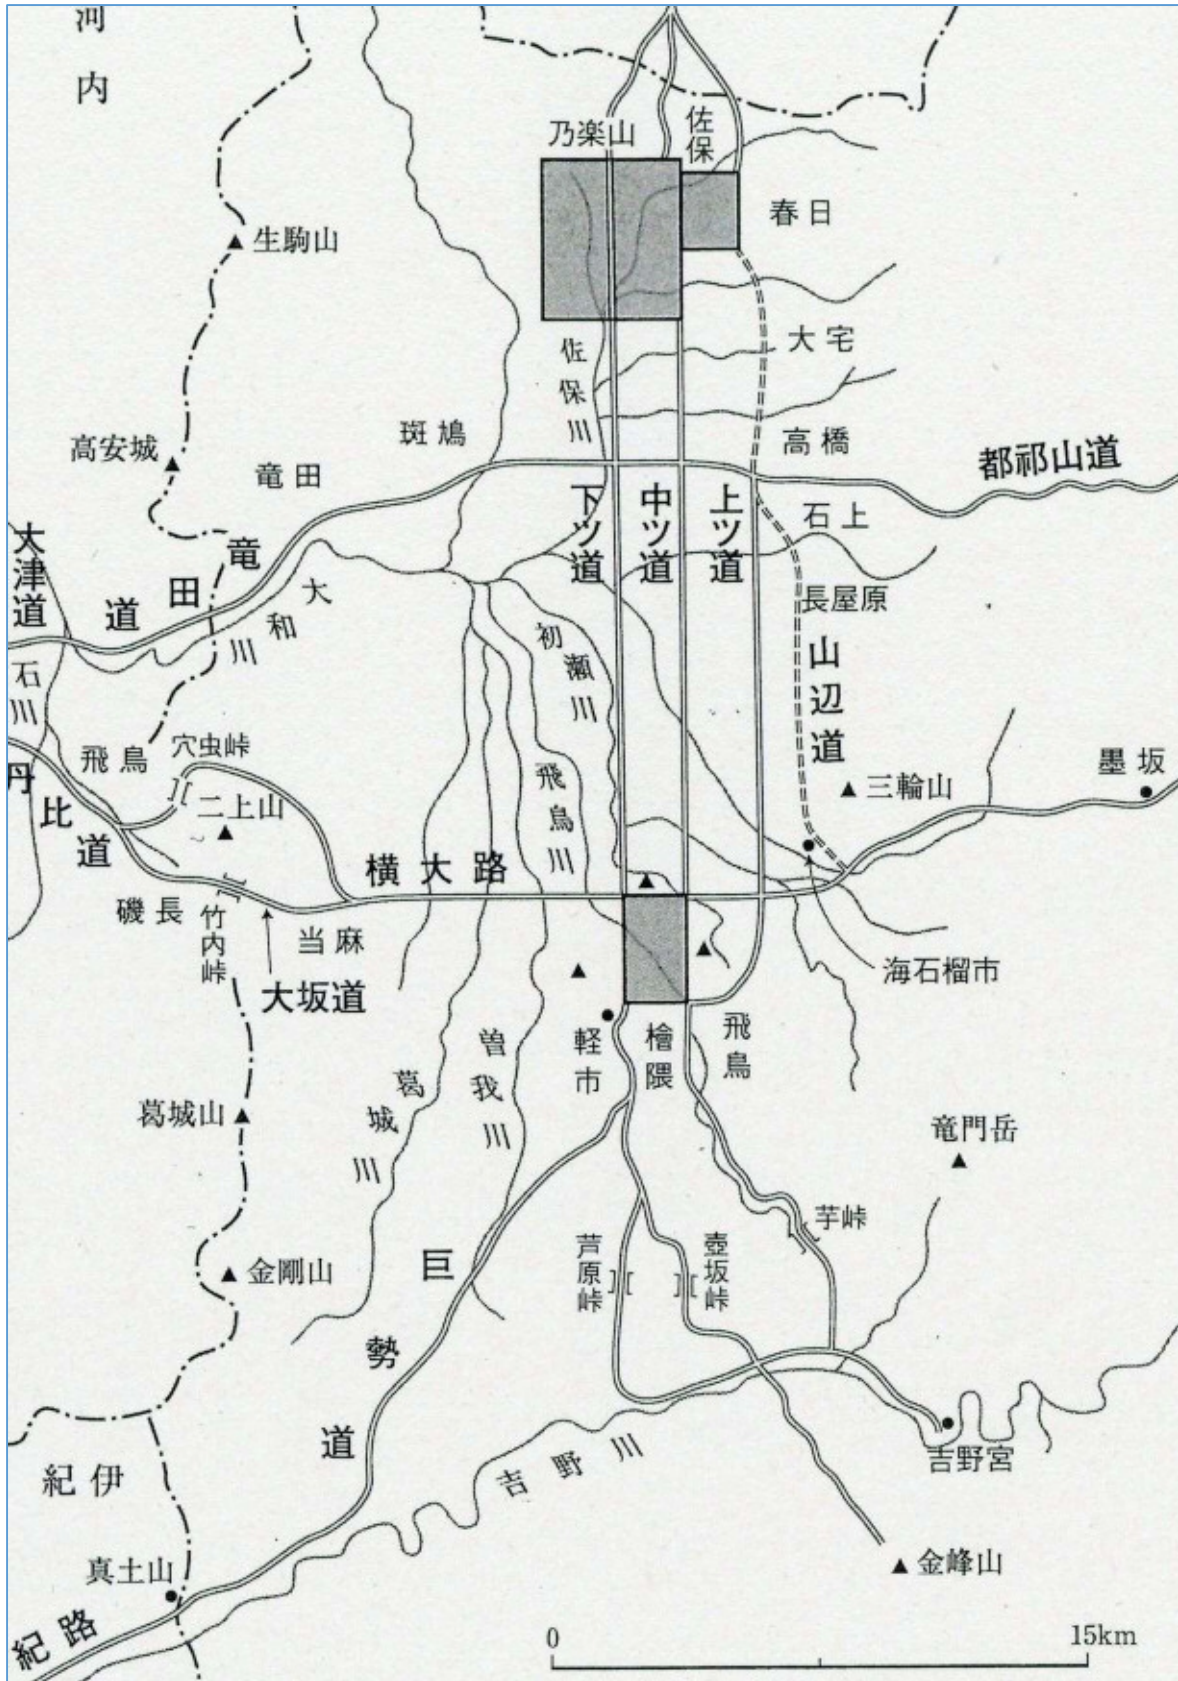 河内
乃楽山
佐保
春日
生駒山
大宅
佐保川
斑鳩
高橋
高安城
竜田
都祁山道
下ツ道
中ツ道
上ツ道
石上
大津道
竜田道
長屋原
大和川
初瀬川
山辺道
石川
飛鳥
穴虫峠
墨坂
丹比道
二上山
飛鳥川
三輪山
横大路
磯長
竹内峠
当麻
海石榴市
大坂道
軽市
檜隈
飛鳥
曽我川
葛城川
葛城山
竜門岳
芋峠
芦原峠
壺坂峠
金剛山
巨勢道
吉野川
吉野宮
紀伊
真土山
金峰山
紀路
0
15km